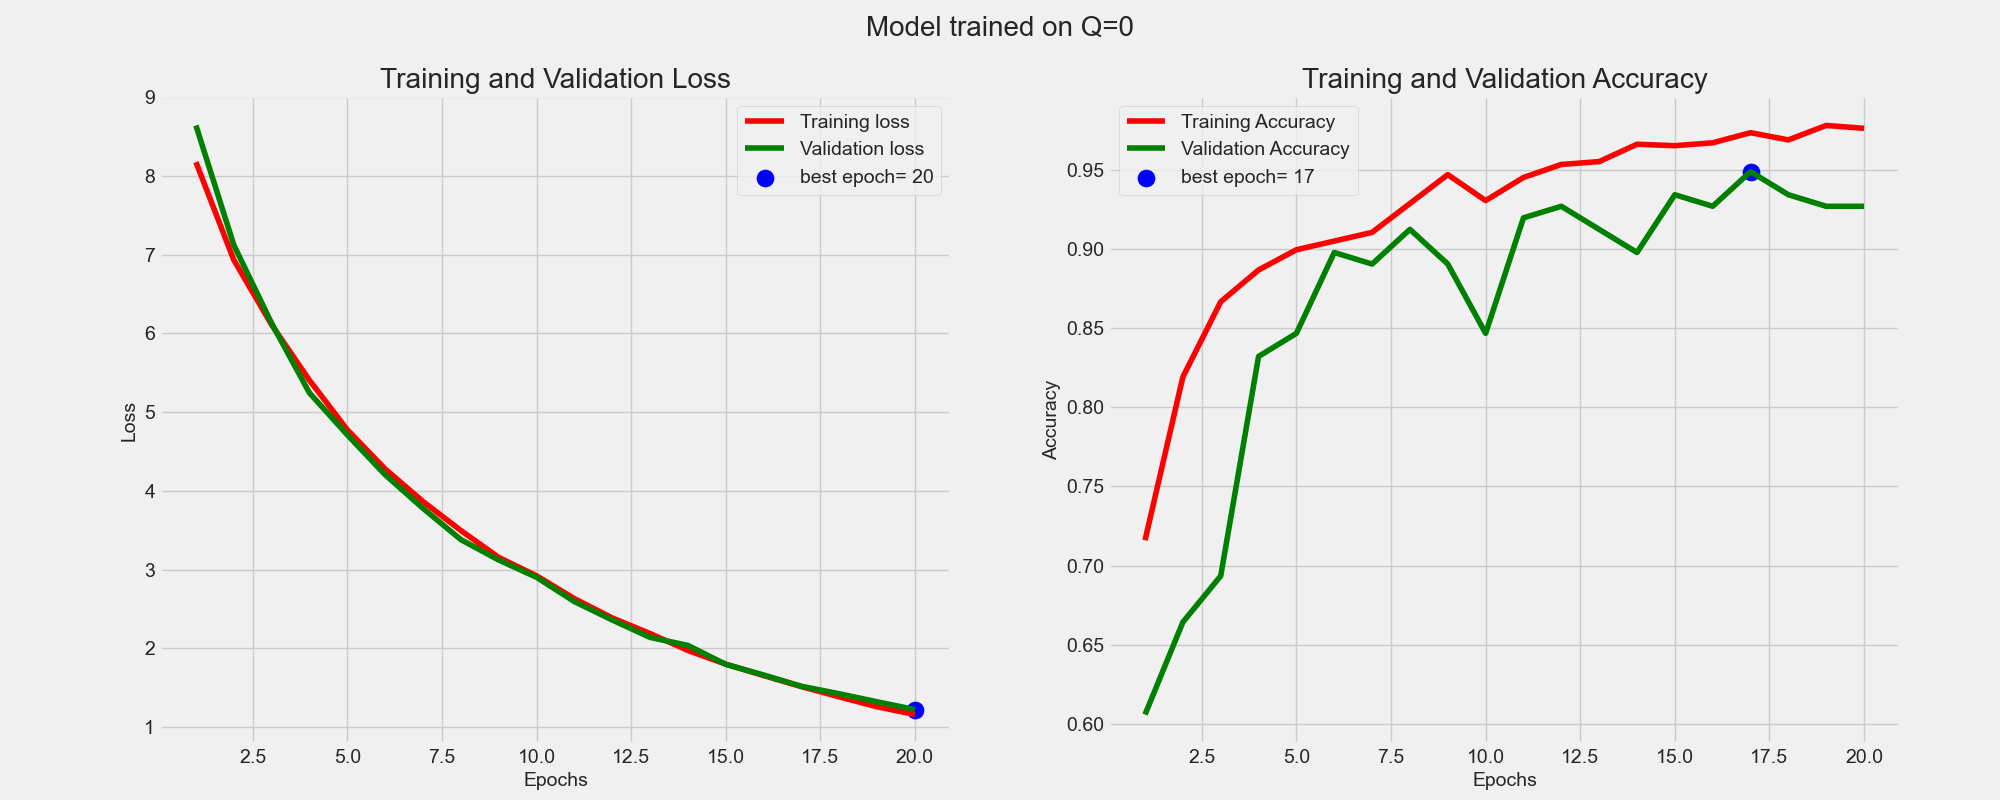 Model trained on Q=0
Training and Validation Loss
9
8
7
6
5
4
3
2
1
Loss
Training loss
Validation loss
best epoch= 20
2.5 5.0 7.5 10.0 12.5 15.0 17.5 20.0
Epochs
Training and Validation Accuracy
0.95
0.90
0.85
0.80
0.75
0.70
0.65
0.60
Accuracy
Training Accuracy
Validation Accuracy
best epoch= 17
2.5 5.0 7.5 10.0 12.5 15.0 17.5 20.0
Epochs